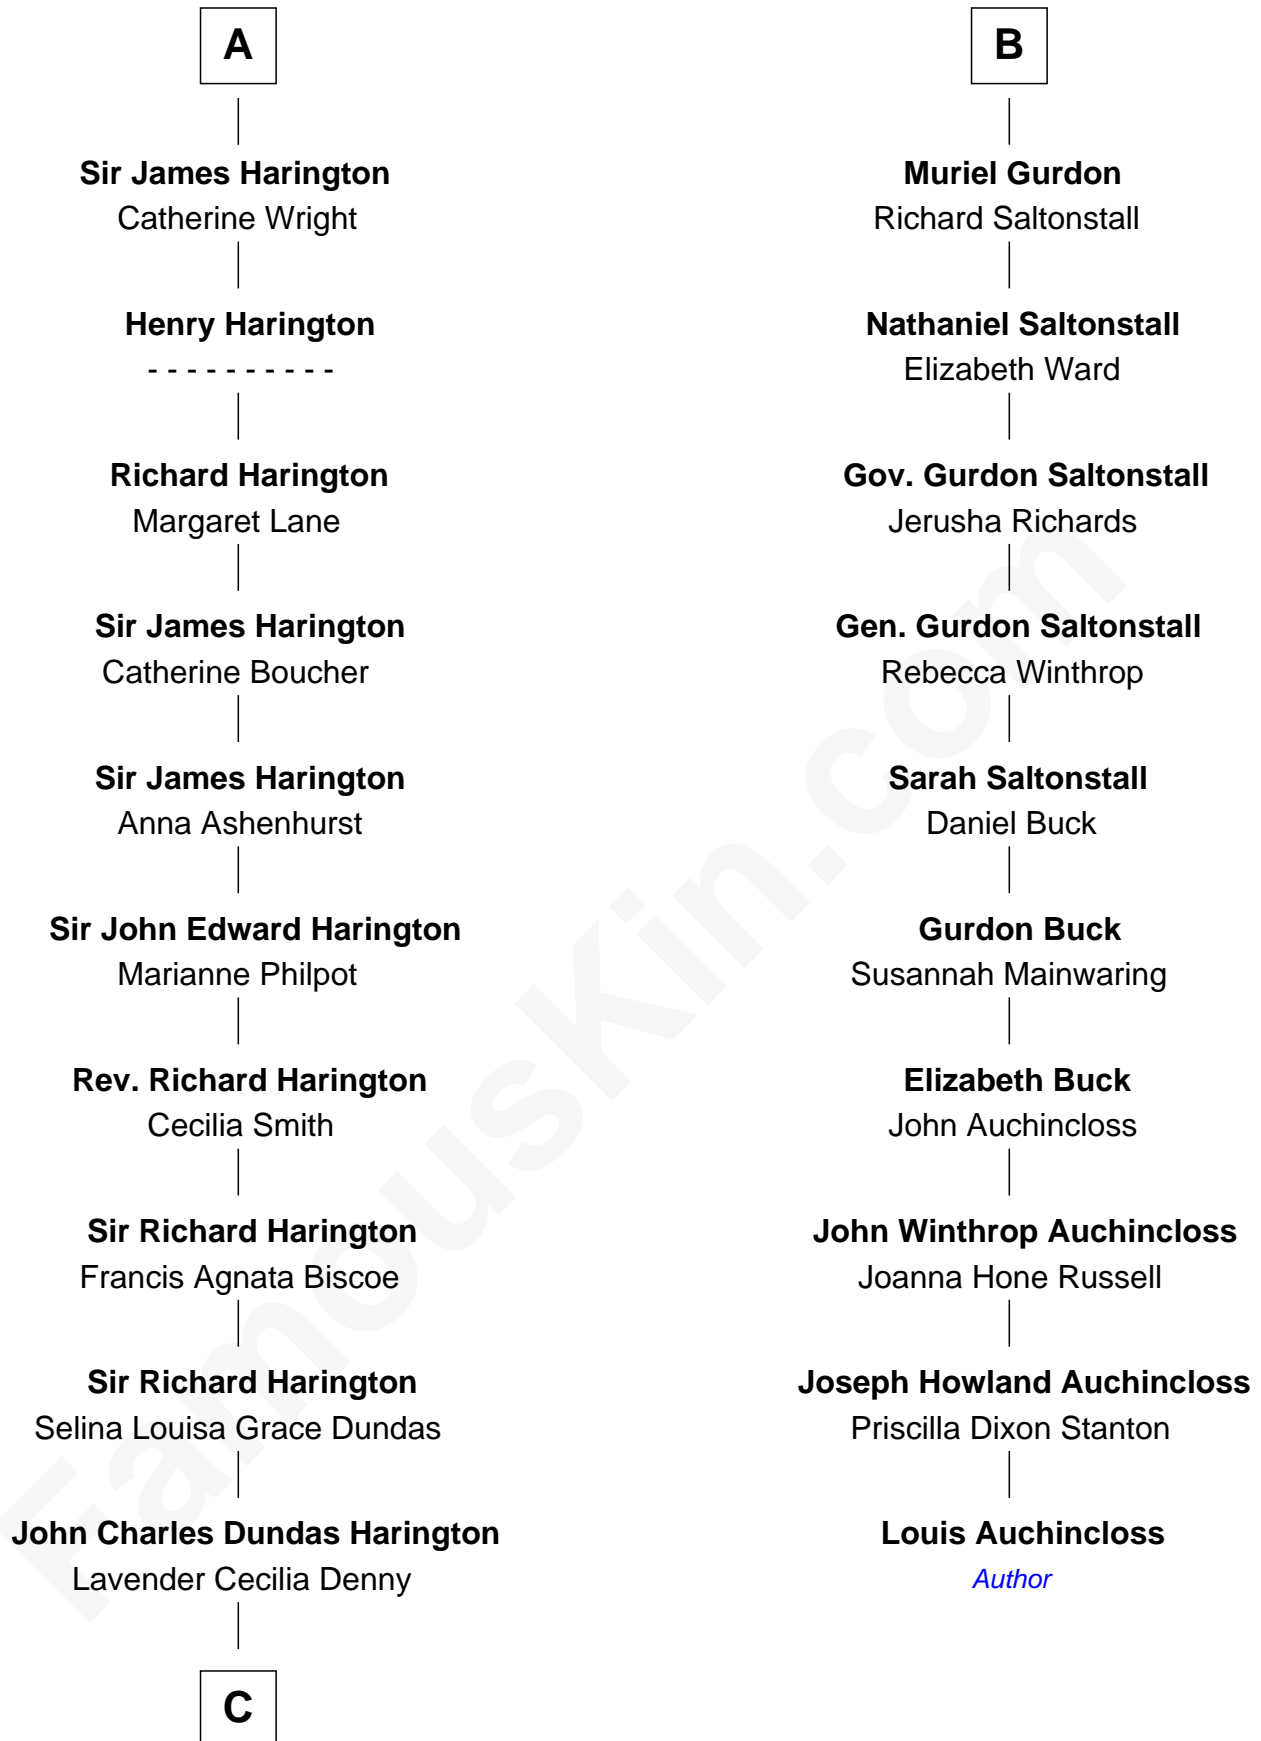 A
Sir James Harington
Catherine Wright
Henry Harington
- - - - - - - - - -
Richard Harington
Margaret Lane
Sir James Harington
Catherine Boucher
Sir James Harington
Anna Ashenhurst
Sir John Edward Harington
Marianne Philpot
Rev. Richard Harington
Cecilia Smith
Sir Richard Harington
Francis Agnata Biscoe
Sir Richard Harington
Selina Louisa Grace Dundas
John Charles Dundas Harington
Lavender Cecilia Denny
C
B
Muriel Gurdon
Richard Saltonstall
Nathaniel Saltonstall
Elizabeth Ward
Gov. Gurdon Saltonstall
Jerusha Richards
Gen. Gurdon Saltonstall
Rebecca Winthrop
Sarah Saltonstall
Daniel Buck
Gurdon Buck
Susannah Mainwaring
Elizabeth Buck
John Auchincloss
John Winthrop Auchincloss
Joanna Hone Russell
Joseph Howland Auchincloss
Priscilla Dixon Stanton
Louis Auchincloss
Author
FamousKin.com